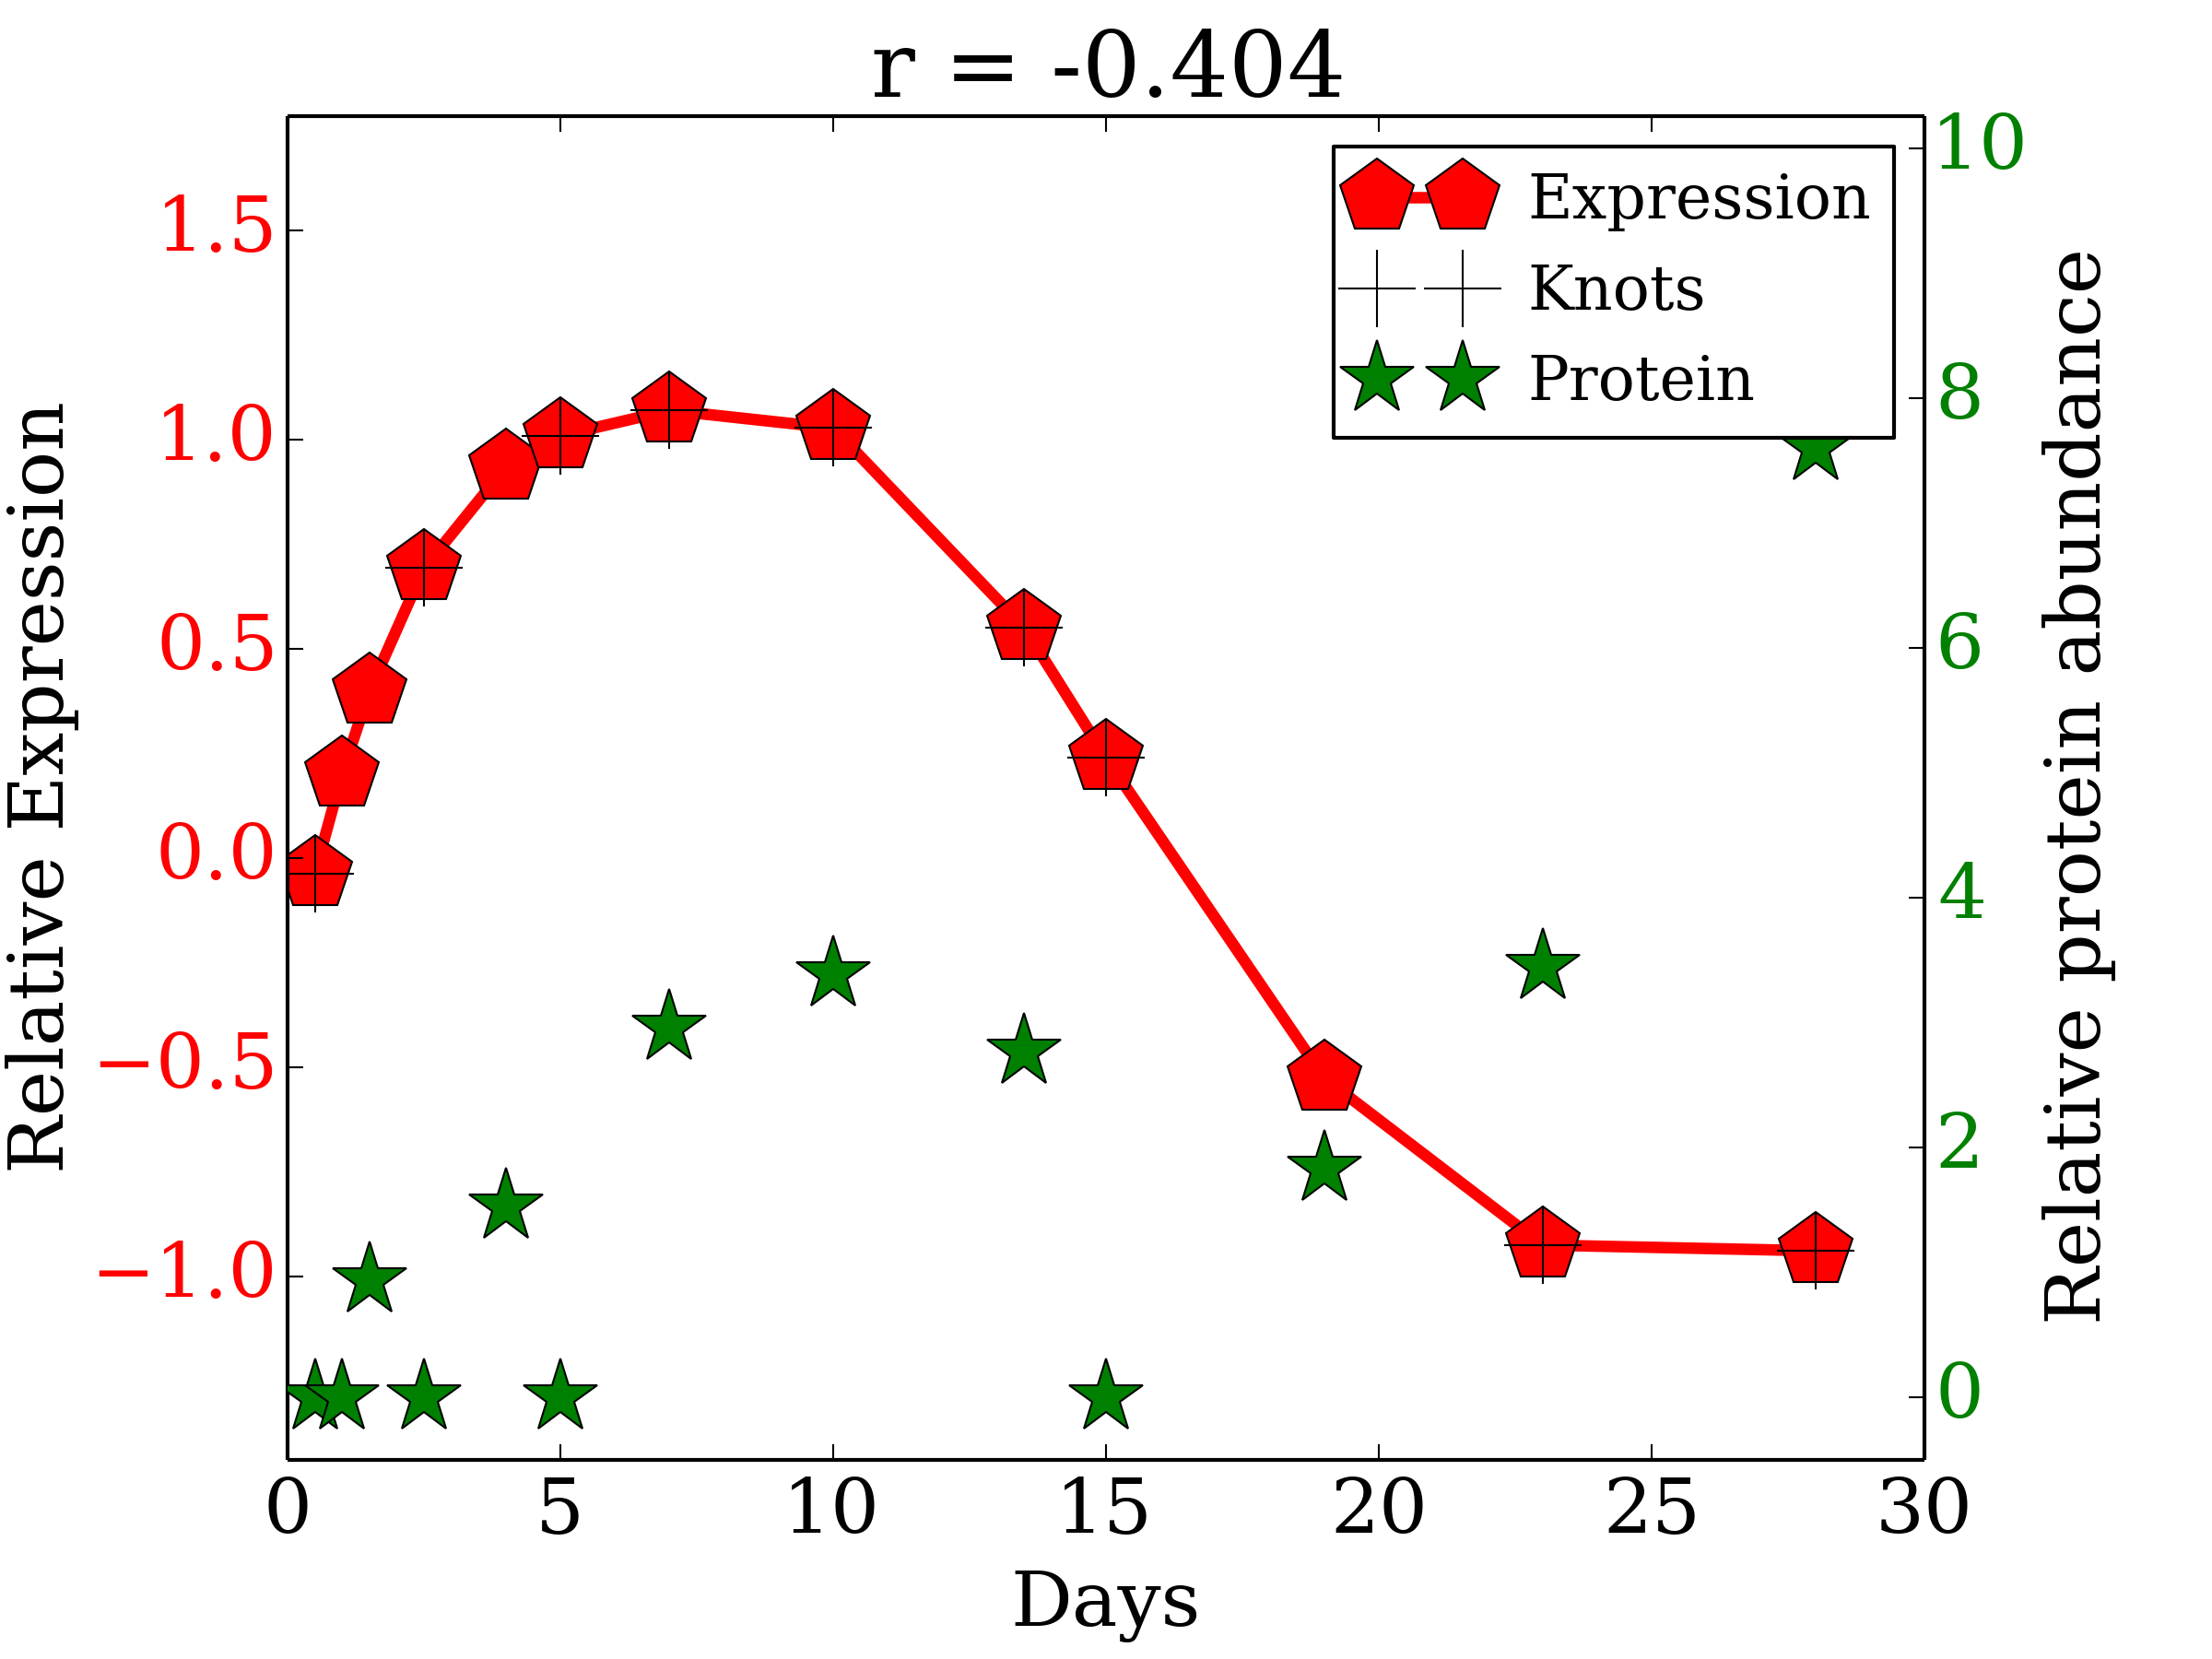 r = -0.404
Relative Expression
1.5
1.0
0.5
0.0
−0.5
−1.0
Expression
Knots
Protein
10
8
6
4
2
0
Relative protein abundance
0 5 10 15 20 25 30
Days